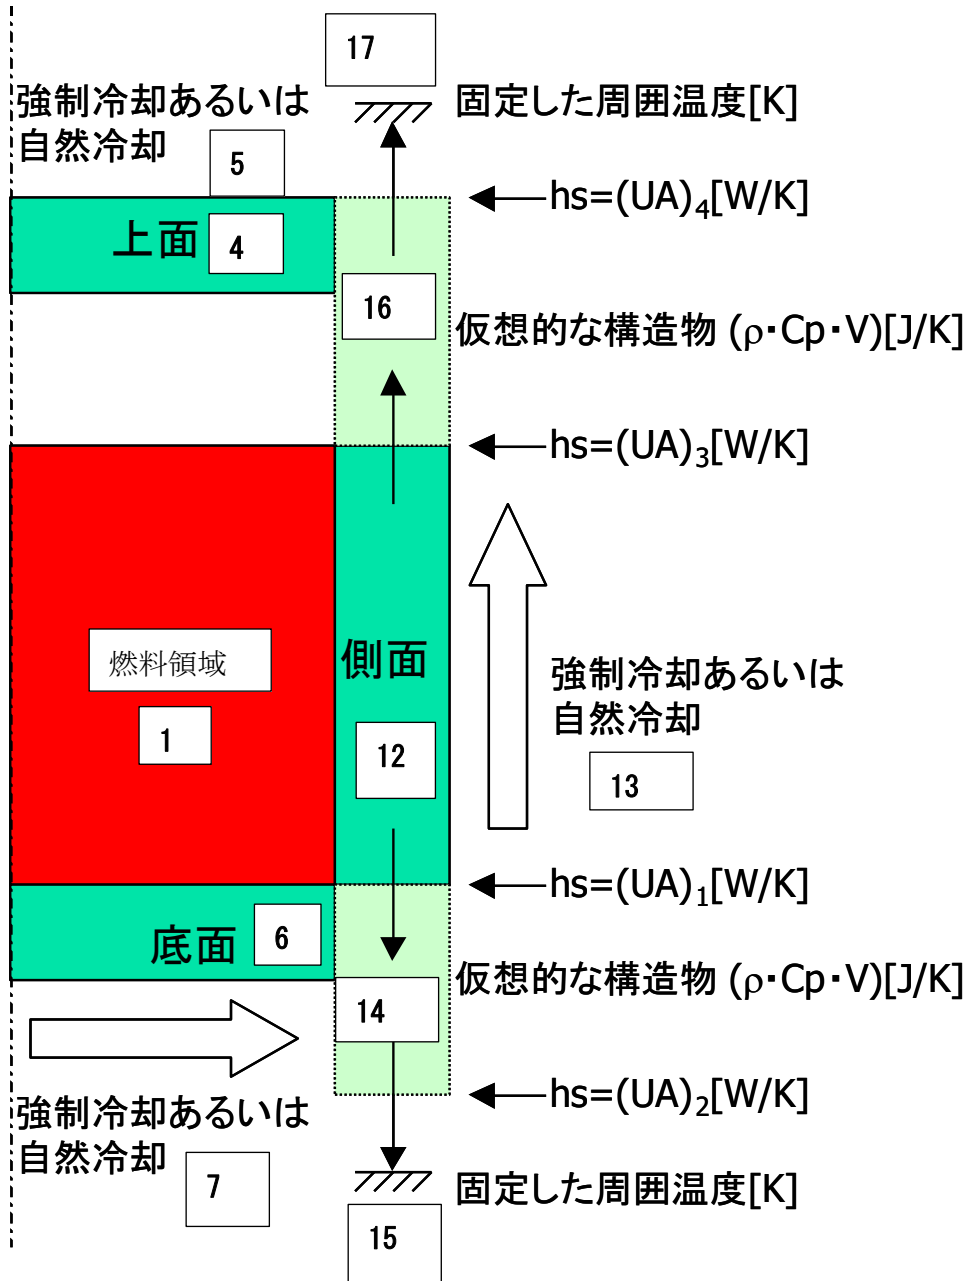 17
強制冷却あるいは
自然冷却
5
固定した周囲温度[K]
hs=(UA)₄[W/K]
上面
4
16
仮想的な構造物 (ρ・Cp・V)[J/K]
hs=(UA)₃[W/K]
燃料領域
1
側面
12
強制冷却あるいは
自然冷却
13
hs=(UA)₁[W/K]
底面
6
仮想的な構造物 (ρ・Cp・V)[J/K]
14
hs=(UA)₂[W/K]
強制冷却あるいは
自然冷却
7
固定した周囲温度[K]
15